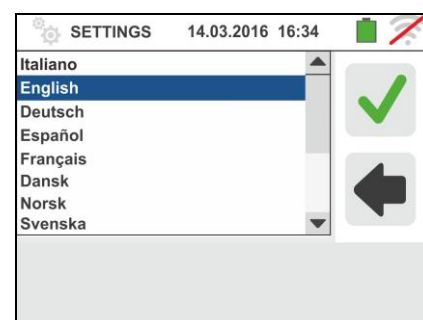 SETTINGS 14.03.2016 16:34
Italiano
English
Deutsch
Español
Français
Dansk
Norsk
Svenska